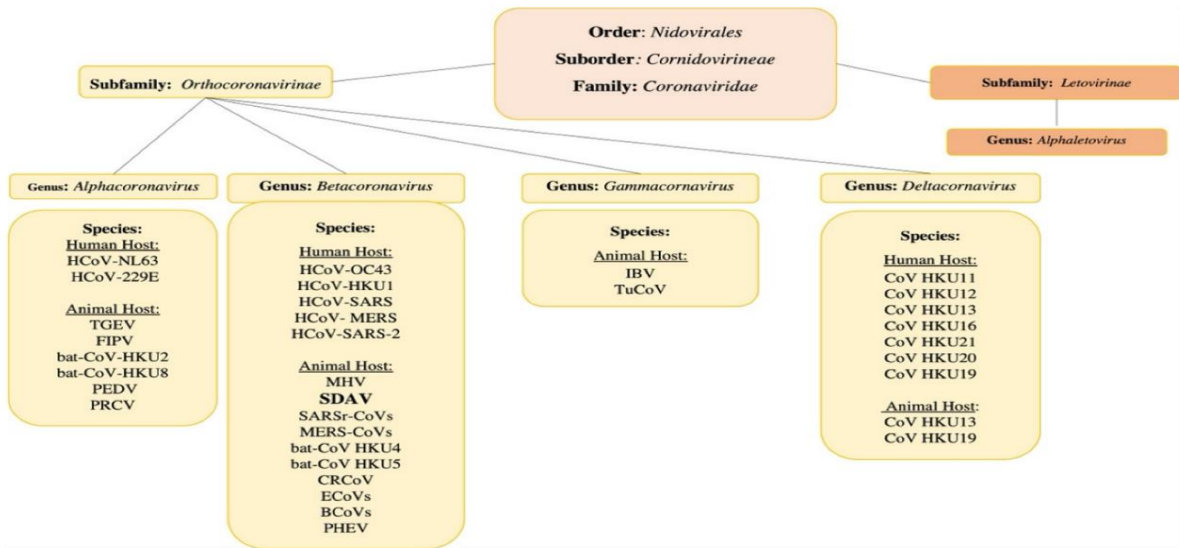 Order: Nidovirales
Suborder: Cornidovirineae
Family: Coronaviridae
Subfamily: Orthocoronavirinae
Subfamily: Letovirinae
Genus: Alphaletovirus
Genus: Alphacoronavirus
Species:
Human Host:
HCoV-NL63
HCoV-229E
Animal Host:
TGEV
FIPV
bat-CoV-HKU2
bat-CoV-HKU8
PEDV
PRCV
Genus: Betacoronavirus
Species:
Human Host:
HCoV-OC43
HCoV-HKU1
HCoV-SARS
HCoV- MERS
HCoV-SARS-2
Animal Host:
MHV
SDAV
SARSr-CoVs
MERS-CoVs
bat-CoV HKU4
bat-CoV HKU5
CRCoV
ECoVs
BCoVs
PHEV
Genus: Gammacornavirus
Species:
Animal Host:
IBV
TuCoV
Genus: Deltacornavirus
Species:
Human Host:
CoV HKU11
CoV HKU12
CoV HKU13
CoV HKU16
CoV HKU21
CoV HKU20
CoV HKU19
Animal Host:
CoV HKU13
CoV HKU19